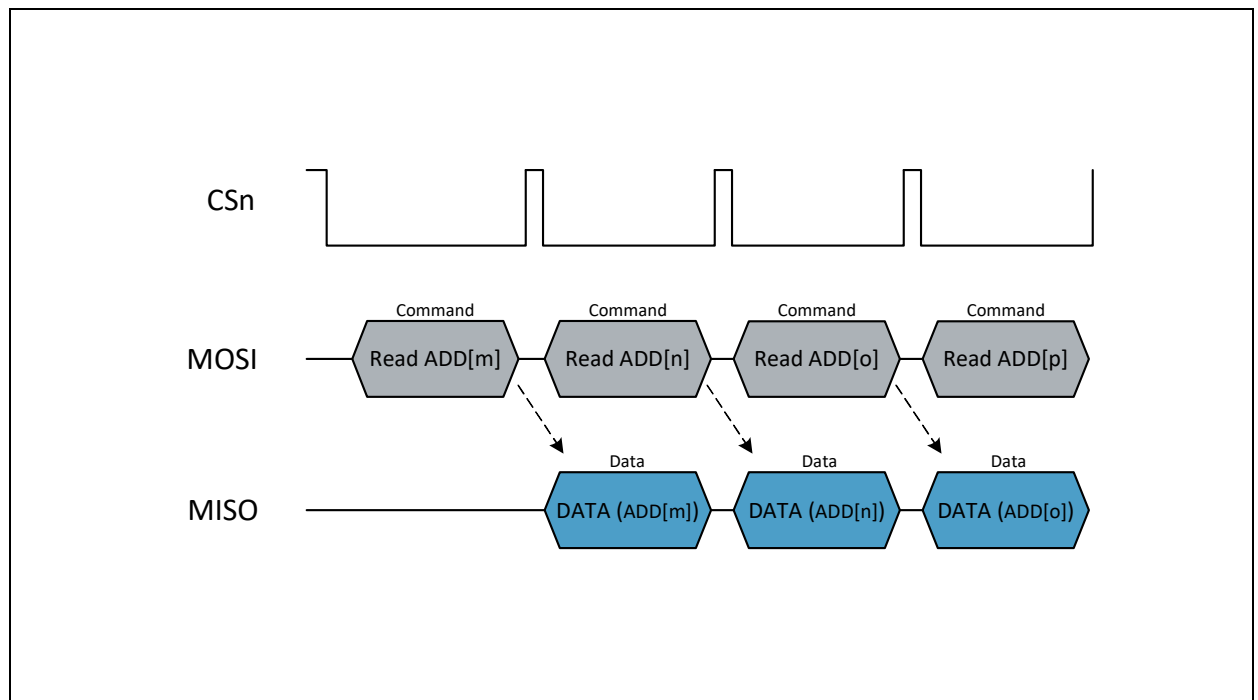 CSn
Command
Command
Command
Command
MOSI
Read ADD[m]
Read ADD[n]
Read ADD[o]
Read ADD[p]
Data
Data
Data
MISO
DATA (ADD[m])
DATA (ADD[n])
DATA (ADD[o])